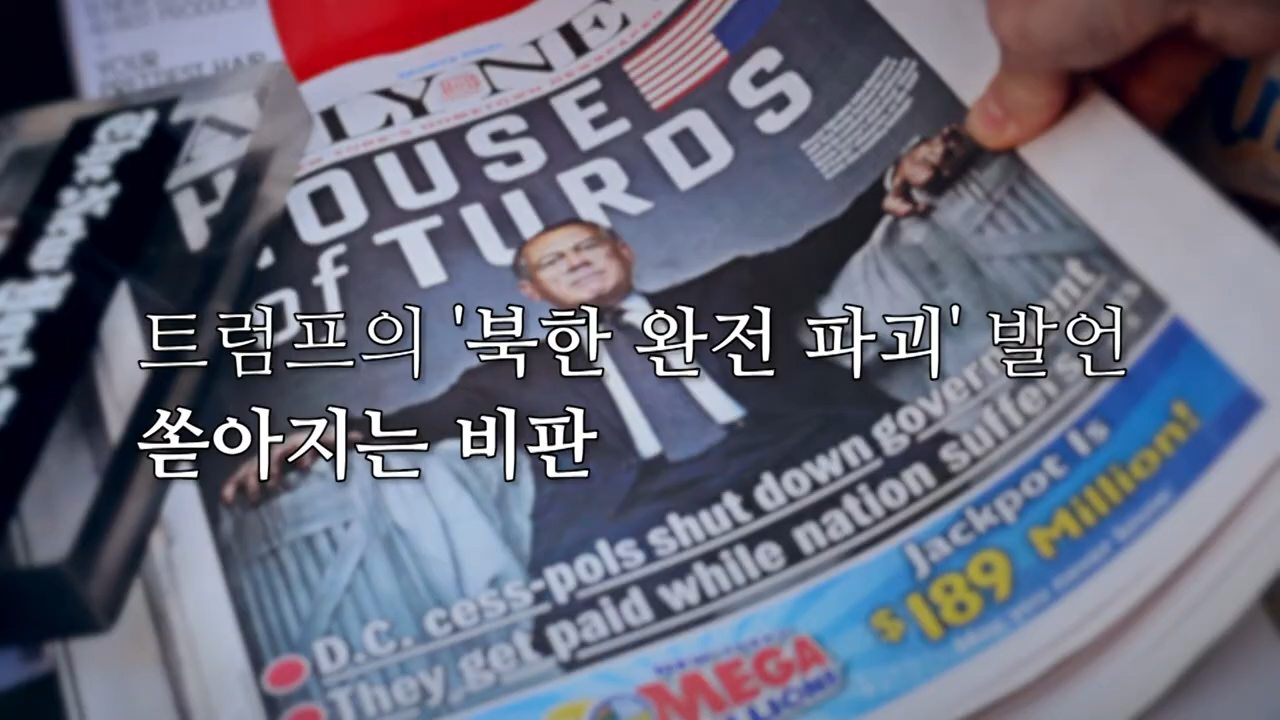 YOUR
LY NE
HOUSE
of TURDS
트럼프의 '북한 완전 파괴' 발언
쏟아지는 비판
D.C. cess-pols shut down government
They get paid while nation suffers
Jackpot Is
$189 Million!
MEGA